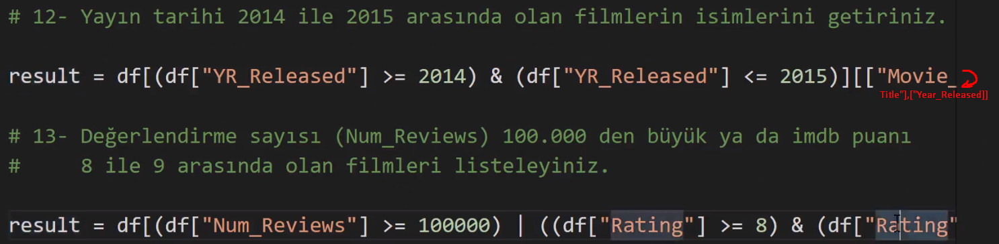 # 12- Yayın tarihi 2014 ile 2015 arasında olan filmlerin isimlerini getiriniz.
result = df[(df["YR_Released"] >= 2014) & (df["YR_Released"] <= 2015)][["Movie_
Title"],["Year_Released]]
# 13- Değerlendirme sayısı (Num_Reviews) 100.000 den büyük ya da imdb puanı
#     8 ile 9 arasında olan filmleri listeleyiniz.
result = df[(df["Num_Reviews"] >= 100000) | ((df["Rating"] >= 8) & (df["Rating"